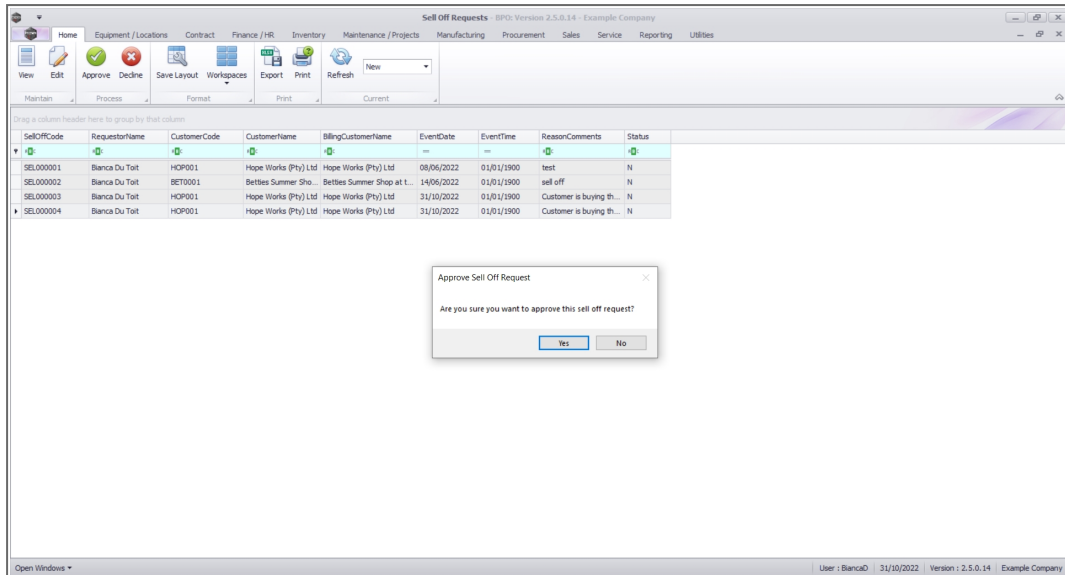 Sell Off Requests - BPO: Version 2.5.0.14 - Example Company
Home Equipment / Locations Contract Finance / HR Inventory Maintenance / Projects Manufacturing Procurement Sales Service Reporting Utilities
View Edit Approve Decline Save Layout Workspaces Export Print Refresh New
Maintain Process Format Print Current
Drag a column header here to group by that column
SellOffCode RequestorName CustomerCode CustomerName BillingCustomerName EventDate EventTime ReasonComments Status
SEL000001 Bianca Du Toit HOP001 Hope Works (Pty) Ltd Hope Works (Pty) Ltd 08/06/2022 01/01/1900 test N
SEL000002 Bianca Du Toit BET0001 Betties Summer Sho... Betties Summer Shop at t... 14/06/2022 01/01/1900 sell off N
SEL000003 Bianca Du Toit HOP001 Hope Works (Pty) Ltd Hope Works (Pty) Ltd 31/10/2022 01/01/1900 Customer is buying th... N
SEL000004 Bianca Du Toit HOP001 Hope Works (Pty) Ltd Hope Works (Pty) Ltd 31/10/2022 01/01/1900 Customer is buying th... N
Approve Sell Off Request
Are you sure you want to approve this sell off request?
Yes No
Open Windows User : BiancaD 31/10/2022 Version : 2.5.0.14 Example Company